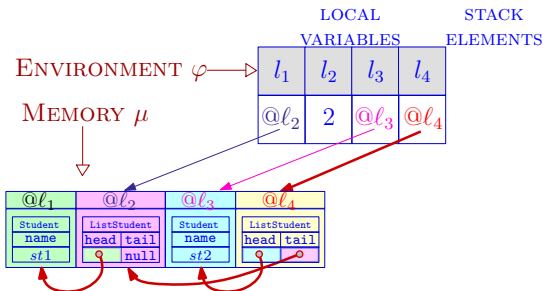 LOCAL STACK
VARIABLES ELEMENTS
ENVIRONMENT φ l₁ l₂ l₃ l₄
MEMORY μ @ℓ₂ 2 @ℓ₃ @ℓ₄
@ℓ₁ @ℓ₂ @ℓ₃ @ℓ₄
Student ListStudent Student ListStudent
name head tail name head tail
st1 null st2